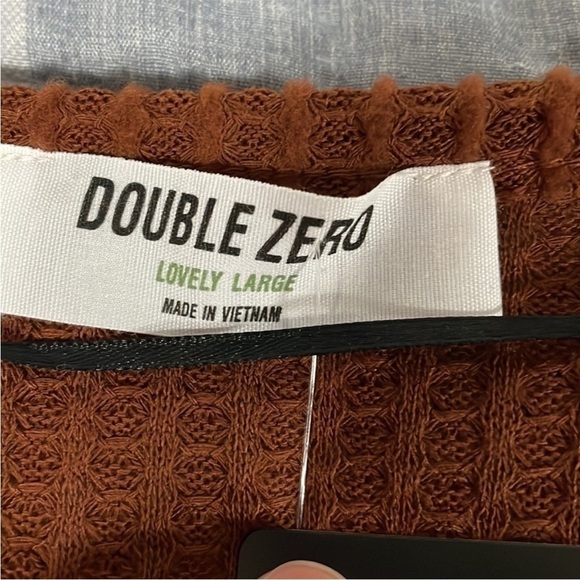 DOUBLE ZERO
LOVELY LARGE
MADE IN VIETNAM